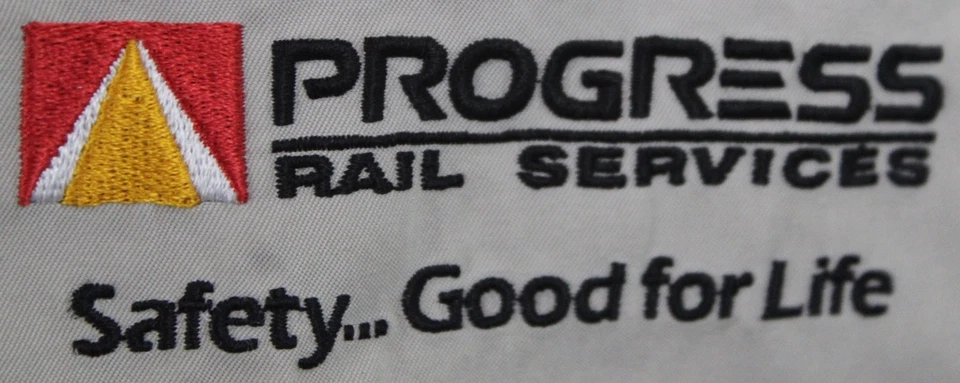 PROGRESS
RAIL SERVICES
Safety... Good for Life